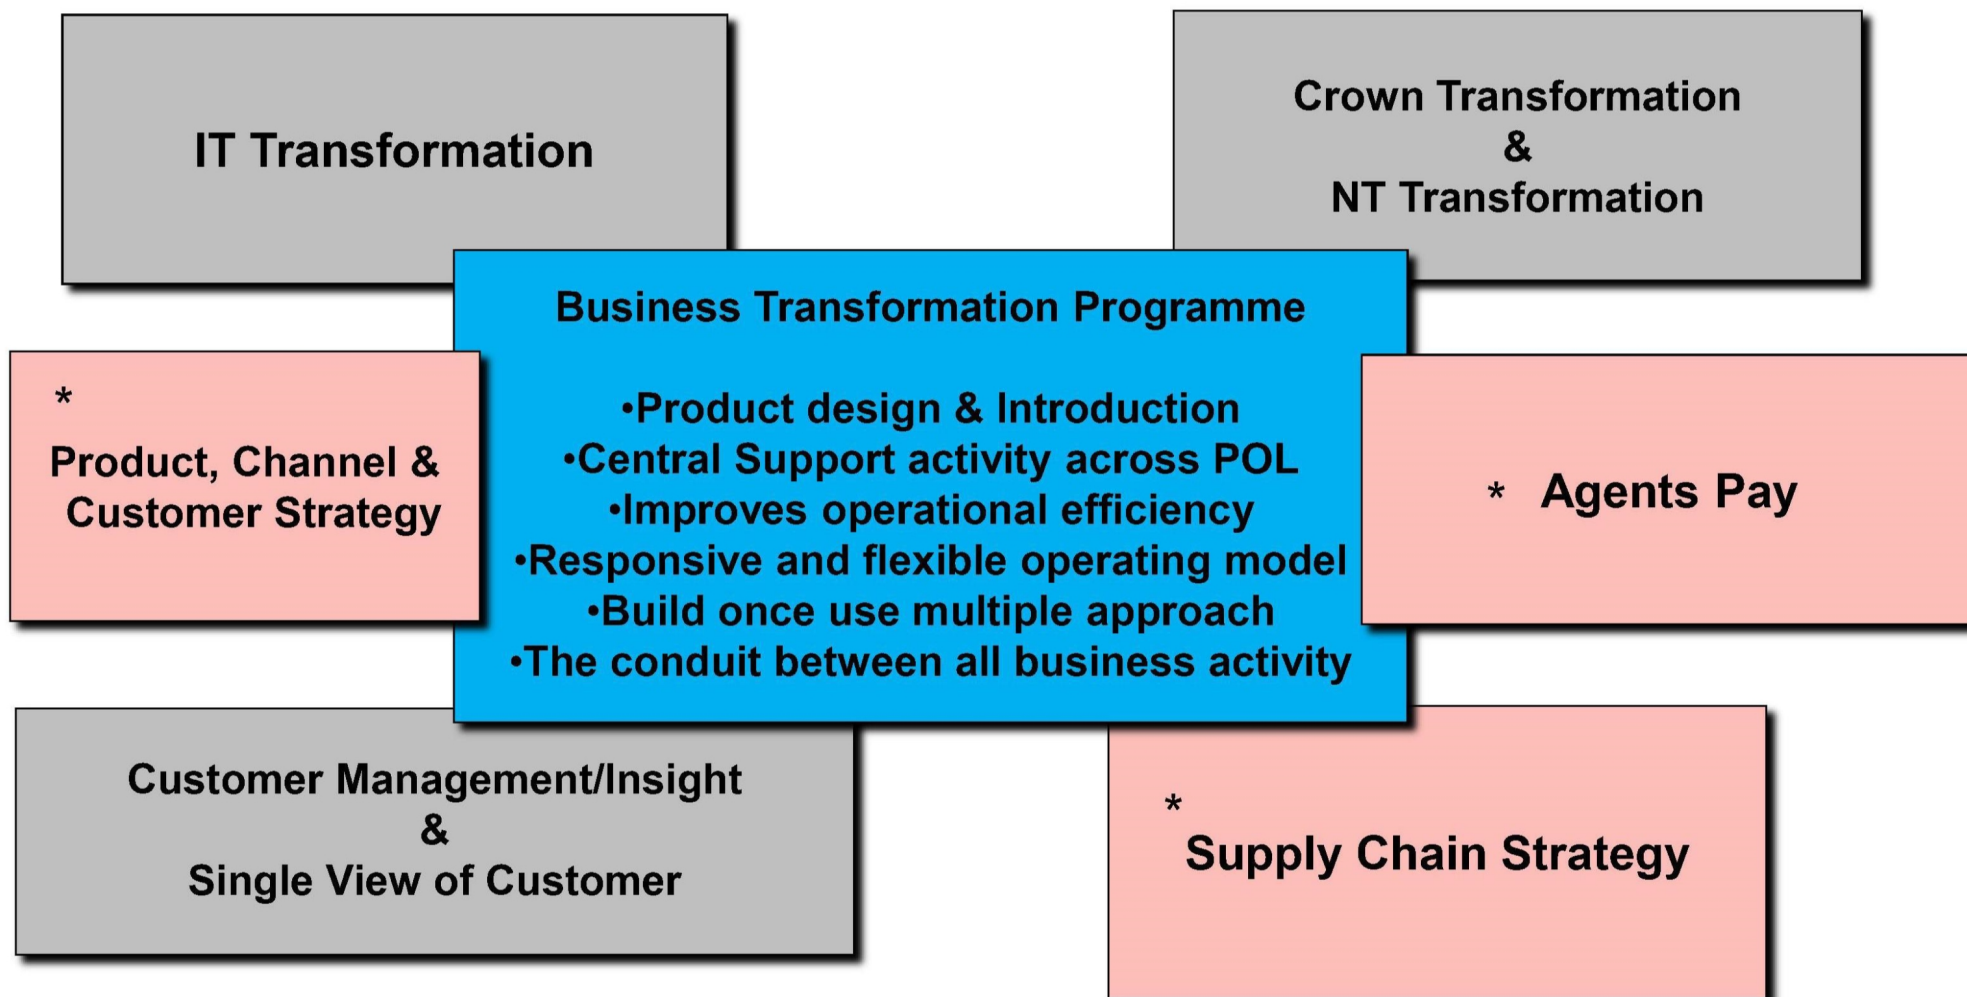 IT Transformation
Crown Transformation
&
NT Transformation
Business Transformation Programme
•Product design & Introduction
•Central Support activity across POL
•Improves operational efficiency
•Responsive and flexible operating model
•Build once use multiple approach
•The conduit between all business activity
*
Product, Channel &
Customer Strategy
* Agents Pay
Customer Management/Insight
&
Single View of Customer
*
Supply Chain Strategy